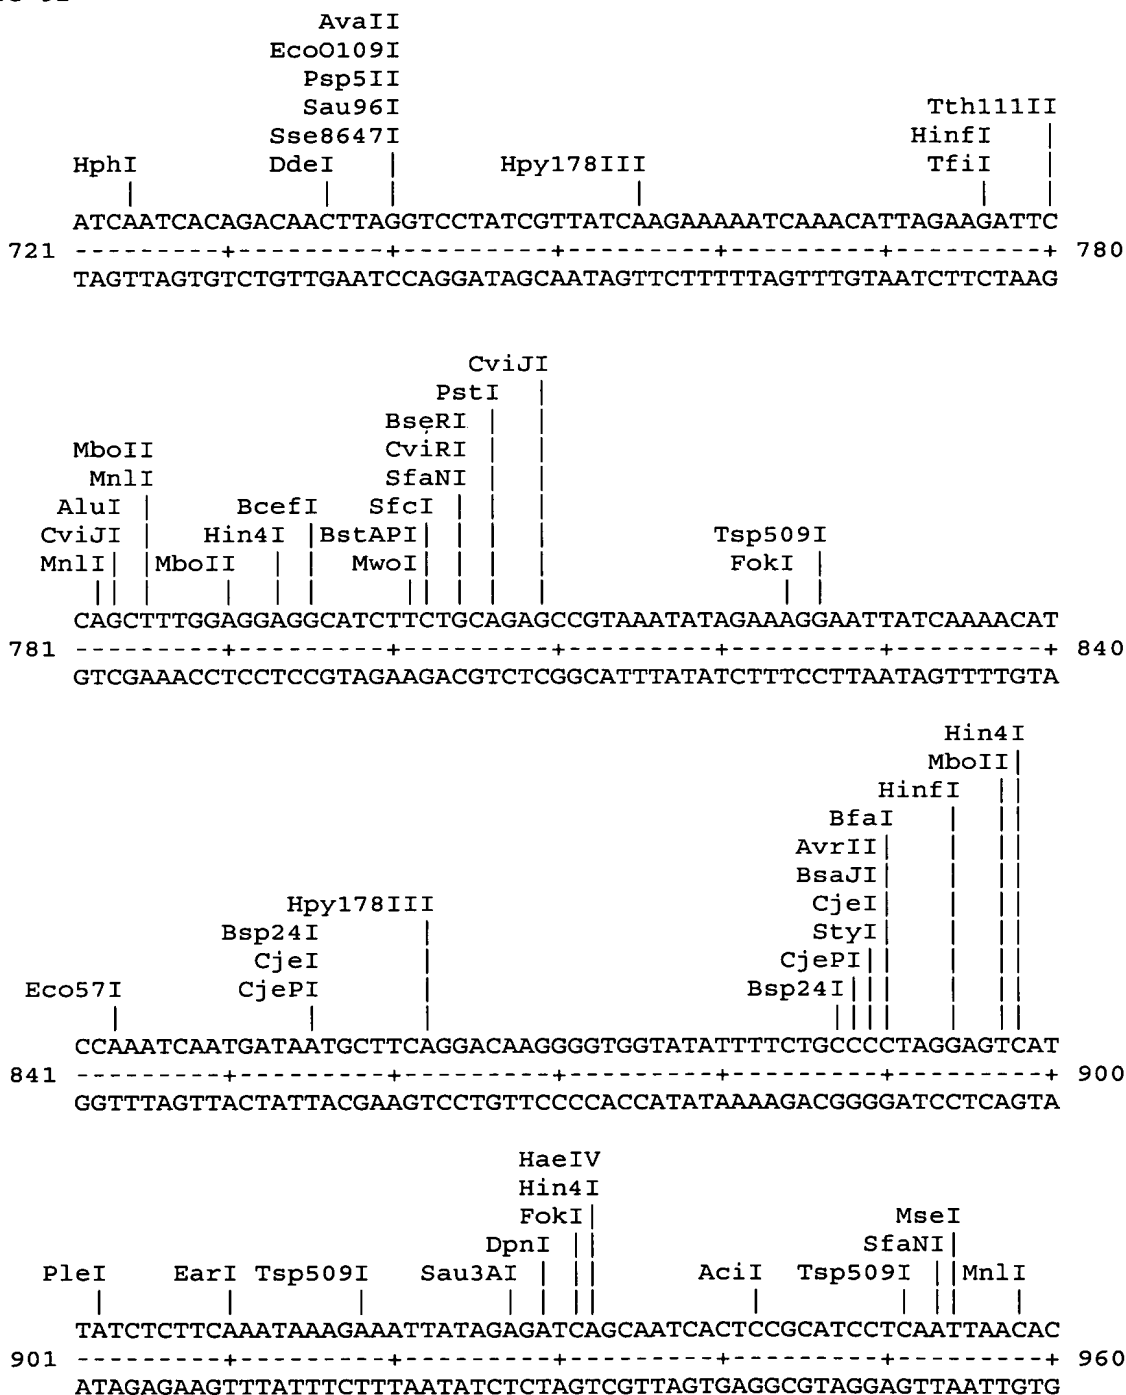 AvaII
EcoO109I
Psp5II
Sau96I
Tth111II
Sse8647I
HinfI
HphI DdeI Hpy178III TfiI
ATCAATCACAGACAACTTAGGTCCTATCGTTATCAAGAAAAATCAAACATTAGAAGATTC
721 ---------+---------+---------+---------+---------+---------+ 780
TAGTTAGTGTCTGTTGAATCCAGGATAGCAATAGTTCTTTTTAGTTTGTAATCTTCTAAG
CviJI
PstI
BseRI
MboII CviRI
MnlI SfaNI
AluI BcefI SfcI
CviJI Hin4I BstAPI Tsp509I
MnlI MboII MwoI FokI
CAGCTTTGGAGGAGGCATCTTCTGCAGAGCCGTAAATATAGAAAGGAATTATCAAAACAT
781 ---------+---------+---------+---------+---------+---------+ 840
GTCGAAACCTCCTCCGTAGAAGACGTCTCGGCATTTATATCTTTCCTTAATAGTTTTGTA
Hin4I
MboII
HinfI
BfaI
AvrII
BsaJI
Hpy178III CjeI
Bsp24I StyI
CjeI CjePI
Eco57I CjePI Bsp24I
CCAAATCAATGATAATGCTTCAGGACAAGGGGTGGTATATTTTCTGCCCCTAGGAGTCAT
841 ---------+---------+---------+---------+---------+---------+ 900
GGTTTAGTTACTATTACGAAGTCCTGTTCCCCACCATATAAAAGACGGGGATCCTCAGTA
HaeIV
Hin4I
FokI MseI
DpnI SfaNI
PleI EarI Tsp509I Sau3AI AciI Tsp509I MnlI
TATCTCTTCAAATAAAGAAATTATAGAGATCAGCAATCACTCCGCATCCTCAATTAACAC
901 ---------+---------+---------+---------+---------+---------+ 960
ATAGAGAAGTTTATTTCTTTAATATCTCTAGTCGTTAGTGAGGCGTAGGAGTTAATTGTG